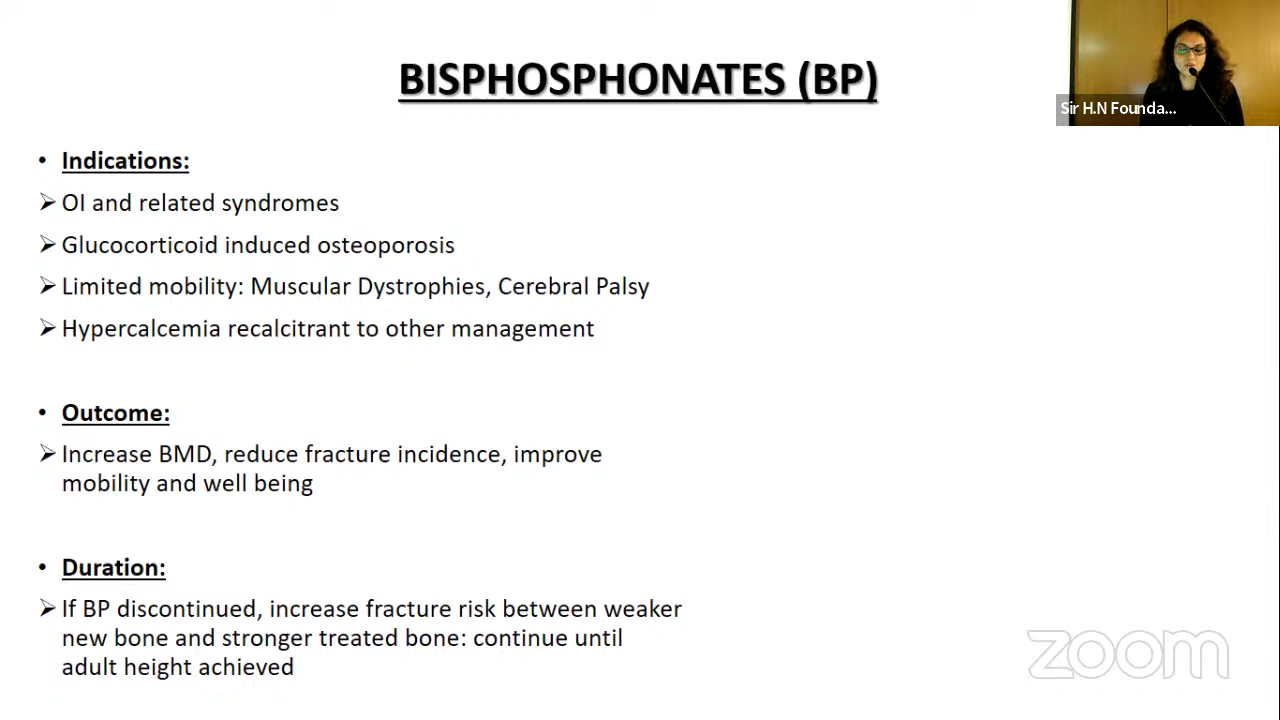 BISPHOSPHONATES (BP)
Sir H.N Founda...
• Indications:
➢ OI and related syndromes
➢ Glucocorticoid induced osteoporosis
➢ Limited mobility: Muscular Dystrophies, Cerebral Palsy
➢ Hypercalcemia recalcitrant to other management
• Outcome:
➢ Increase BMD, reduce fracture incidence, improve
mobility and well being
• Duration:
➢ If BP discontinued, increase fracture risk between weaker
new bone and stronger treated bone: continue until
adult height achieved
zoom